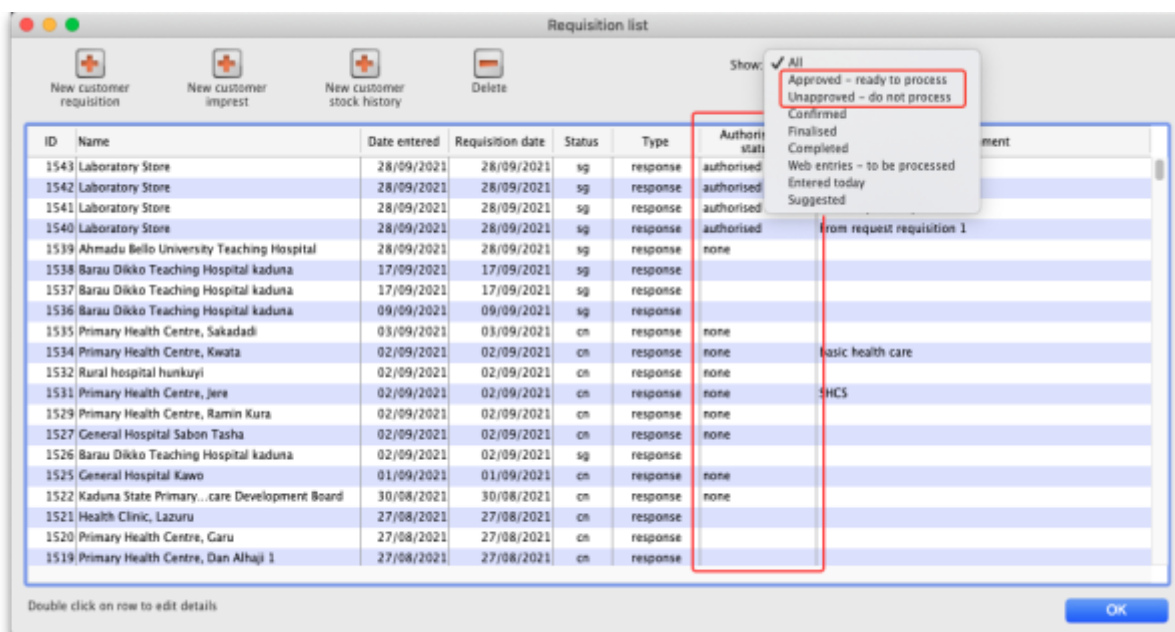 Requisition list
New customer requisition
New customer imprest
New customer stock history
Delete
Show: ✓ All
Approved – ready to process
Unapproved – do not process
Confirmed
Finalised
Completed
Web entries – to be processed
Entered today
Suggested
ID Name Date entered Requisition date Status Type
1543 Laboratory Store 28/09/2021 28/09/2021 sg response authorised
1542 Laboratory Store 28/09/2021 28/09/2021 sg response authorised
1541 Laboratory Store 28/09/2021 28/09/2021 sg response authorised
1540 Laboratory Store 28/09/2021 28/09/2021 sg response authorised From request requisition 1
1539 Ahmadu Bello University Teaching Hospital 28/09/2021 28/09/2021 sg response none
1538 Barau Dikko Teaching Hospital kaduna 17/09/2021 17/09/2021 sg response
1537 Barau Dikko Teaching Hospital kaduna 17/09/2021 17/09/2021 sg response
1536 Barau Dikko Teaching Hospital kaduna 09/09/2021 09/09/2021 sg response
1535 Primary Health Centre, Sakadadi 03/09/2021 03/09/2021 cn response none
1534 Primary Health Centre, Kwata 02/09/2021 02/09/2021 cn response none basic health care
1532 Rural hospital hunkuyi 02/09/2021 02/09/2021 cn response none
1531 Primary Health Centre, Jere 02/09/2021 02/09/2021 cn response none SHCS
1529 Primary Health Centre, Ramin Kura 02/09/2021 02/09/2021 cn response none
1527 General Hospital Sabon Tasha 02/09/2021 02/09/2021 cn response none
1526 Barau Dikko Teaching Hospital kaduna 02/09/2021 02/09/2021 sg response
1525 General Hospital Kawo 01/09/2021 01/09/2021 cn response none
1522 Kaduna State Primary...care Development Board 30/08/2021 30/08/2021 cn response none
1521 Health Clinic, Lazuru 27/08/2021 27/08/2021 cn response
1520 Primary Health Centre, Garu 27/08/2021 27/08/2021 cn response
1519 Primary Health Centre, Dan Alhaji 1 27/08/2021 27/08/2021 cn response
Double click on row to edit details
OK